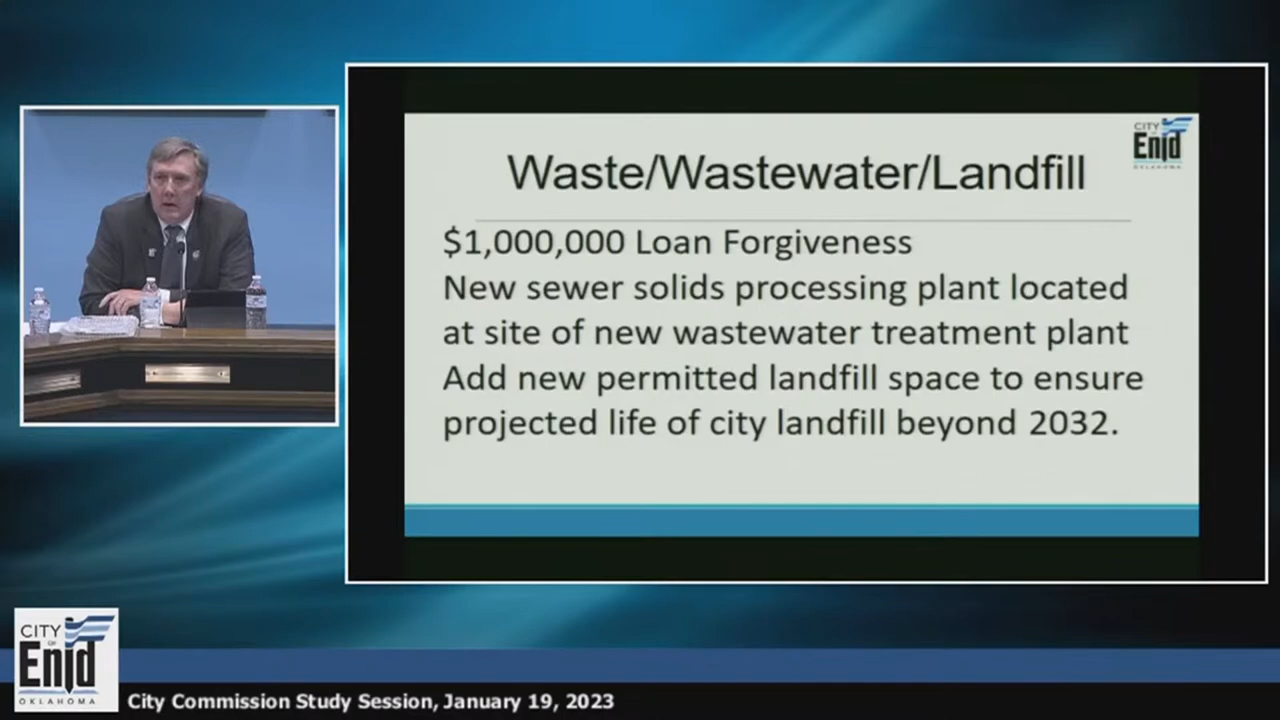 CITY
OF
Enid
OKLAHOMA
Waste/Wastewater/Landfill
$1,000,000 Loan Forgiveness
New sewer solids processing plant located
at site of new wastewater treatment plant
Add new permitted landfill space to ensure
projected life of city landfill beyond 2032.
CITY
OF
Enid
OKLAHOMA
City Commission Study Session, January 19, 2023